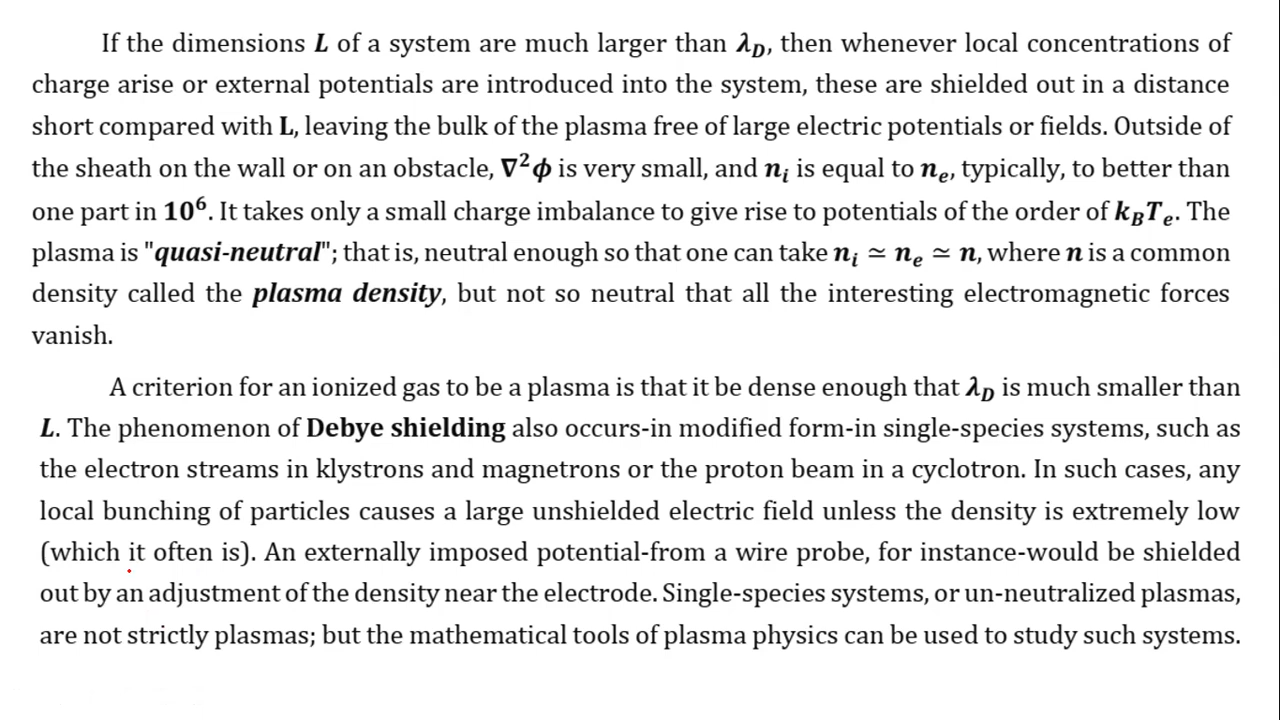 If the dimensions L of a system are much larger than λ_D, then whenever local concentrations of
charge arise or external potentials are introduced into the system, these are shielded out in a distance
short compared with L, leaving the bulk of the plasma free of large electric potentials or fields. Outside of
the sheath on the wall or on an obstacle, ∇²ϕ is very small, and n_i is equal to n_e, typically, to better than
one part in 10⁶. It takes only a small charge imbalance to give rise to potentials of the order of k_BT_e. The
plasma is "quasi-neutral"; that is, neutral enough so that one can take n_i ≃ n_e ≃ n, where n is a common
density called the plasma density, but not so neutral that all the interesting electromagnetic forces
vanish.
A criterion for an ionized gas to be a plasma is that it be dense enough that λ_D is much smaller than
L. The phenomenon of Debye shielding also occurs-in modified form-in single-species systems, such as
the electron streams in klystrons and magnetrons or the proton beam in a cyclotron. In such cases, any
local bunching of particles causes a large unshielded electric field unless the density is extremely low
(which it often is). An externally imposed potential-from a wire probe, for instance-would be shielded
out by an adjustment of the density near the electrode. Single-species systems, or un-neutralized plasmas,
are not strictly plasmas; but the mathematical tools of plasma physics can be used to study such systems.